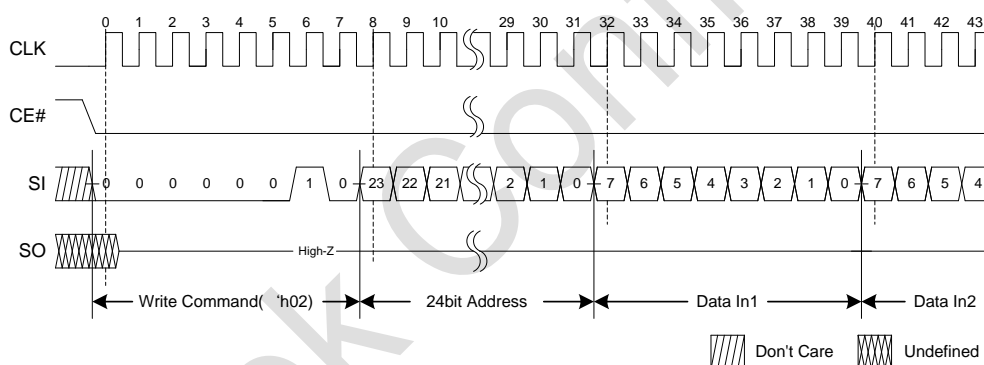 0 1 2 3 4 5 6 7 8 9 10 29 30 31 32 33 34 35 36 37 38 39 40 41 42 43
CLK
CE#
SI 0 0 0 0 0 0 1 0 23 22 21 2 1 0 7 6 5 4 3 2 1 0 7 6 5 4
SO High-Z
Write Command( 'h02) 24bit Address Data In1 Data In2
Don't Care Undefined